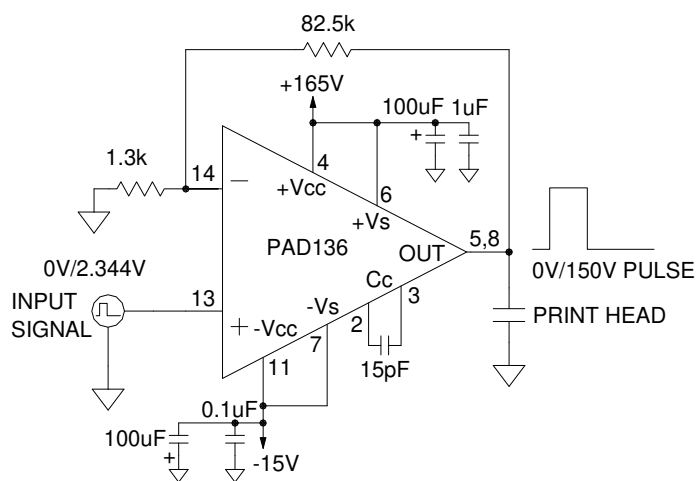 82.5k
+165V
100uF
1uF
+
1.3k
14
4
+Vcc
6
+Vs
PAD136
OUT
5,8
0V/150V PULSE
0V/2.344V
INPUT
SIGNAL
13
+
-Vcc
-Vs
Cc
3
2
7
11
15pF
PRINT HEAD
0.1uF
100uF
+
-15V